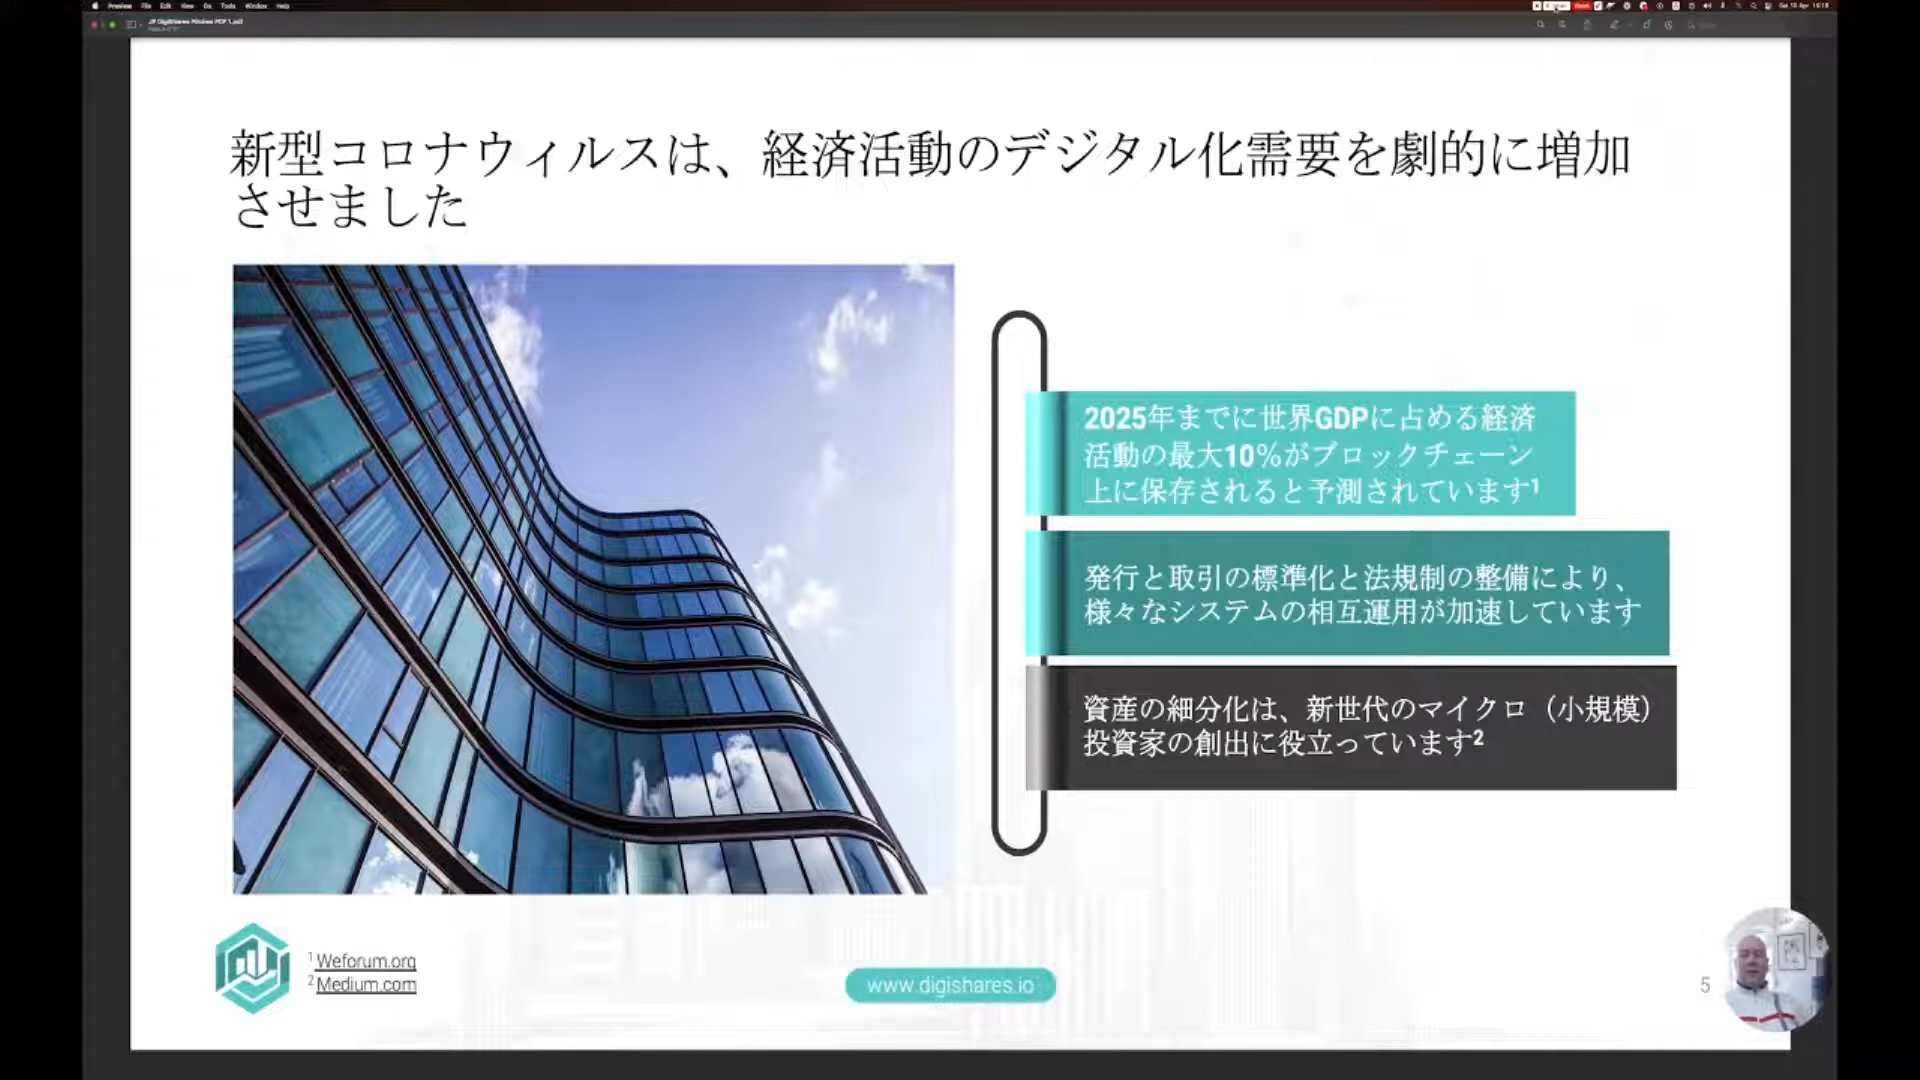 Preview File Edit View Go Tools Window Help
新型コロナウィルスは、経済活動のデジタル化需要を劇的に増加
させました
2025年までに世界GDPに占める経済
活動の最大10%がブロックチェーン
上に保存されると予測されています1
発行と取引の標準化と法規制の整備により、
様々なシステムの相互運用が加速しています
資産の細分化は、新世代のマイクロ（小規模）
投資家の創出に役立っています2
1 Weforum.org
2 Medium.com
www.digishares.io
5